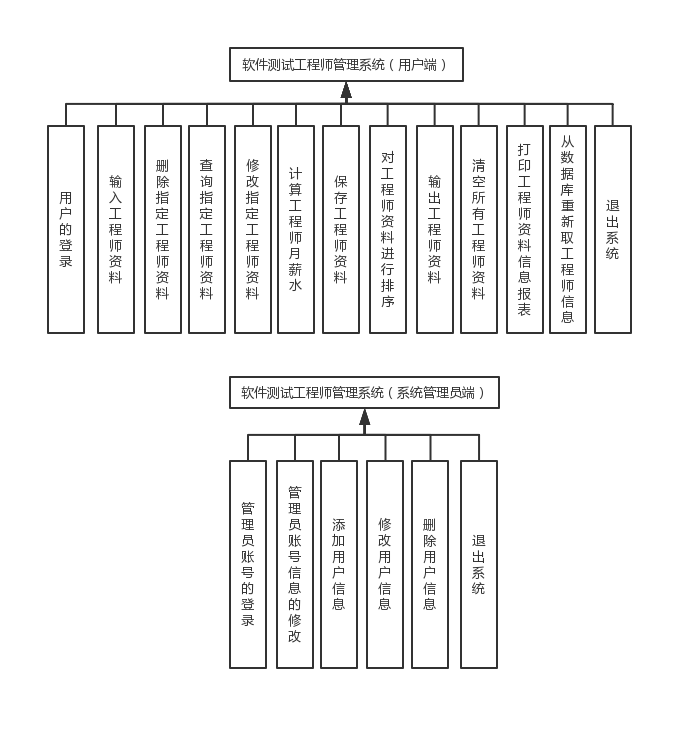 软件测试工程师管理系统（用户端）
用户的登录
输入工程师资料
删除指定工程师资料
查询指定工程师资料
修改指定工程师资料
计算工程师月薪水
保存工程师资料
对工程师资料进行排序
输出工程师资料
清空所有工程师资料
打印工程师资料信息报表
从数据库重新取工程师信息
退出系统
软件测试工程师管理系统（系统管理员端）
管理员账号的登录
管理员账号信息的修改
添加用户信息
修改用户信息
删除用户信息
退出系统